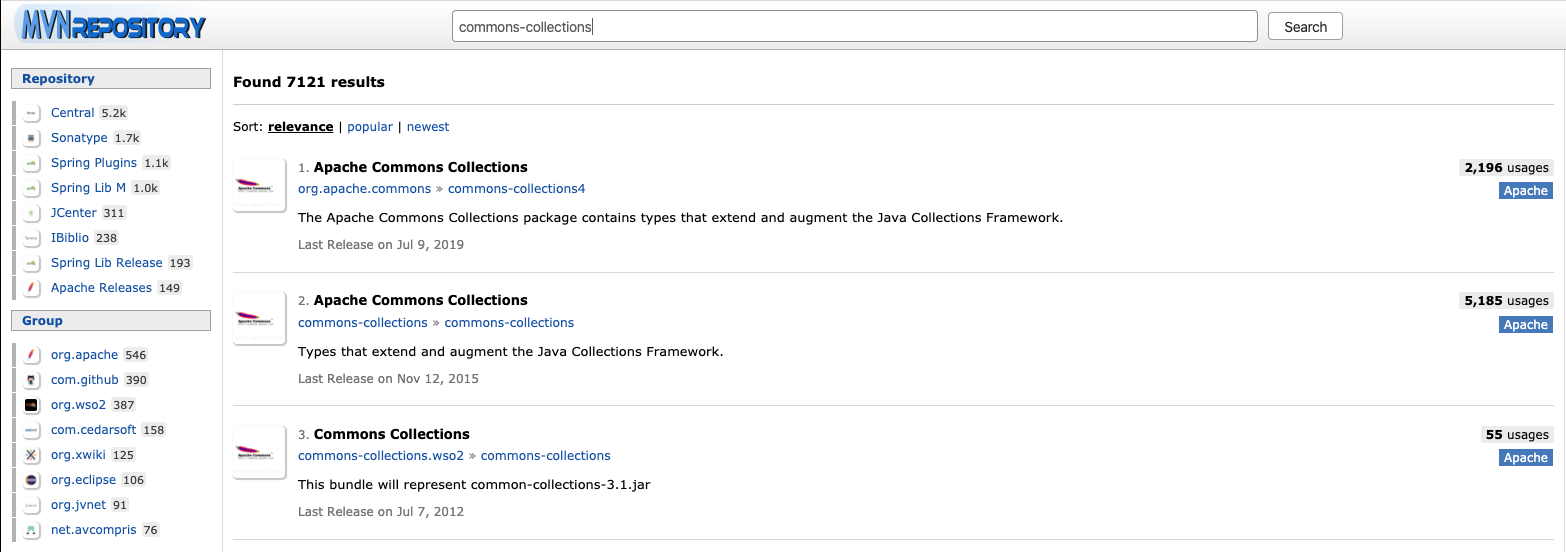 MVNREPOSITORY
commons-collections
Search
Repository
Central 5.2k
Sonatype 1.7k
Spring Plugins 1.1k
Spring Lib M 1.0k
JCenter 311
IBiblio 238
Spring Lib Release 193
Apache Releases 149
Group
org.apache 546
com.github 390
org.wso2 387
com.cedarsoft 158
org.xwiki 125
org.eclipse 106
org.jvnet 91
net.avcompris 76
Found 7121 results
Sort: relevance | popular | newest
1. Apache Commons Collections
2,196 usages
org.apache.commons » commons-collections4
Apache
The Apache Commons Collections package contains types that extend and augment the Java Collections Framework.
Last Release on Jul 9, 2019
2. Apache Commons Collections
5,185 usages
commons-collections » commons-collections
Apache
Types that extend and augment the Java Collections Framework.
Last Release on Nov 12, 2015
3. Commons Collections
55 usages
commons-collections.wso2 » commons-collections
Apache
This bundle will represent common-collections-3.1.jar
Last Release on Jul 7, 2012